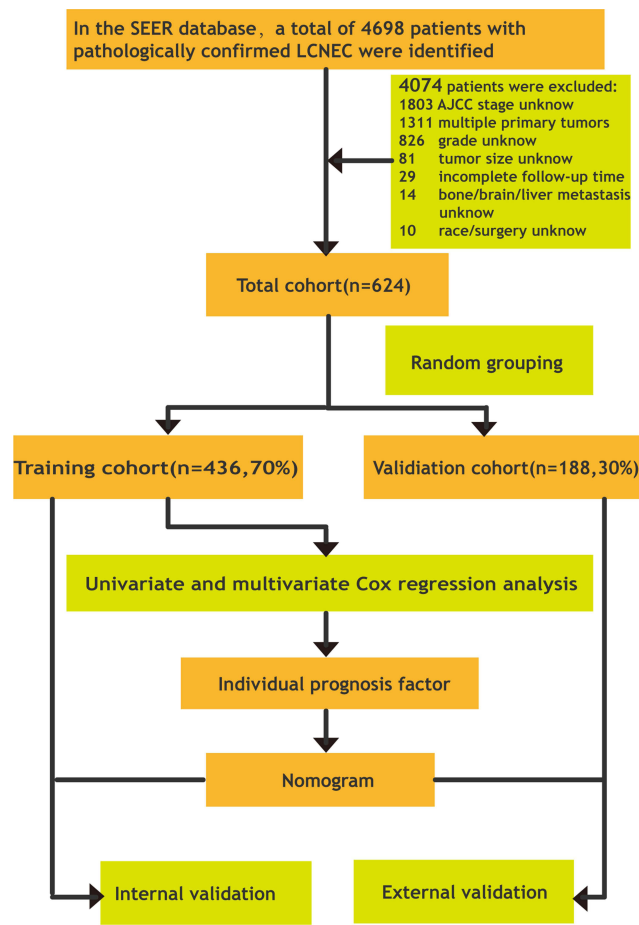 In the SEER database, a total of 4698 patients with
pathologically confirmed LCNEC were identified
4074 patients were excluded:
1803 AJCC stage unknow
1311 multiple primary tumors
826 grade unknow
81 tumor size unknow
29 incomplete follow-up time
14 bone/brain/liver metastasis
unknow
10 race/surgery unknow
Total cohort(n=624)
Random grouping
Training cohort(n=436,70%)
Validiation cohort(n=188,30%)
Univariate and multivariate Cox regression analysis
Individual prognosis factor
Nomogram
Internal validation
External validation